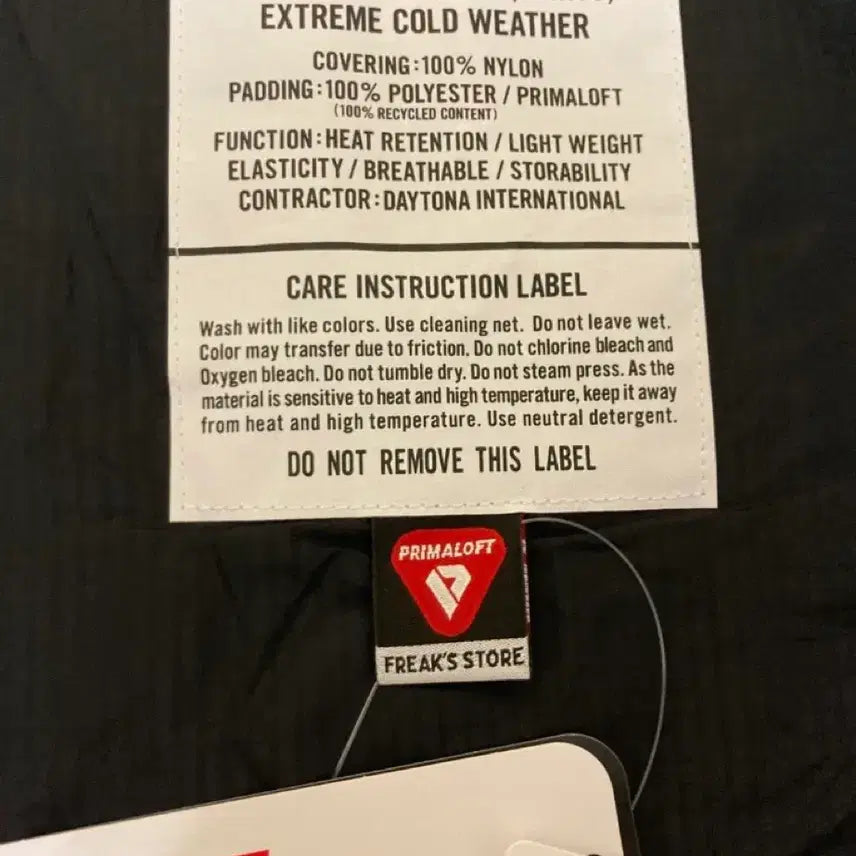 EXTREME COLD WEATHER
COVERING:100% NYLON
PADDING:100% POLYESTER / PRIMALOFT
(100% RECYCLED CONTENT)
FUNCTION:HEAT RETENTION / LIGHT WEIGHT
ELASTICITY / BREATHABLE / STORABILITY
CONTRACTOR:DAYTONA INTERNATIONAL
CARE INSTRUCTION LABEL
Wash with like colors. Use cleaning net. Do not leave wet.
Color may transfer due to friction. Do not chlorine bleach and
Oxygen bleach. Do not tumble dry. Do not steam press. As the
material is sensitive to heat and high temperature, keep it away
from heat and high temperature. Use neutral detergent.
DO NOT REMOVE THIS LABEL
PRIMALOFT
FREAK'S STORE